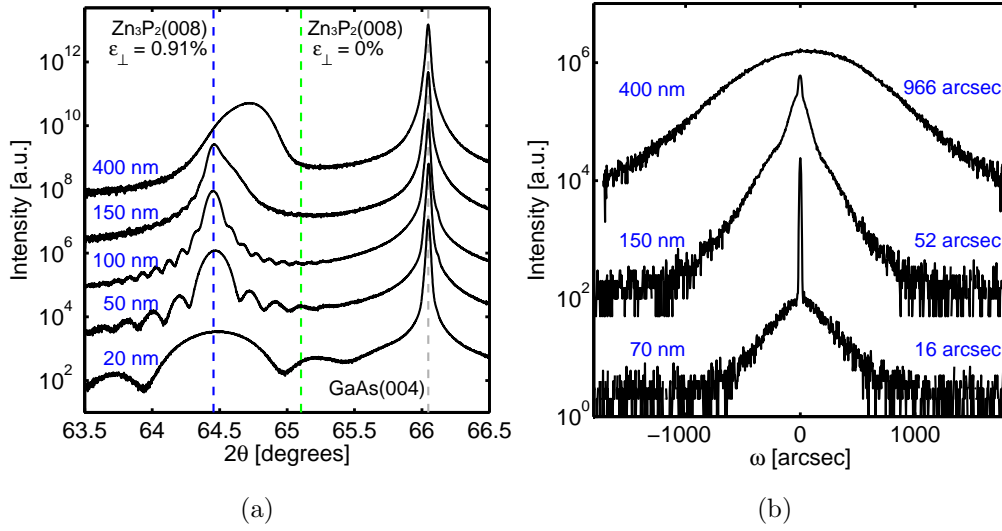 Zn₃P₂(008)
ε⊥ = 0.91%
Zn₃P₂(008)
ε⊥ = 0%
400 nm
150 nm
100 nm
50 nm
20 nm
GaAs(004)
10¹²
10¹⁰
10⁸
10⁶
10⁴
10²
Intensity [a.u.]
63.5 64 64.5 65 65.5 66 66.5
2θ [degrees]
(a)
400 nm
966 arcsec
150 nm
52 arcsec
70 nm
16 arcsec
10⁶
10⁴
10²
10⁰
Intensity [a.u.]
−1000 0 1000
ω [arcsec]
(b)